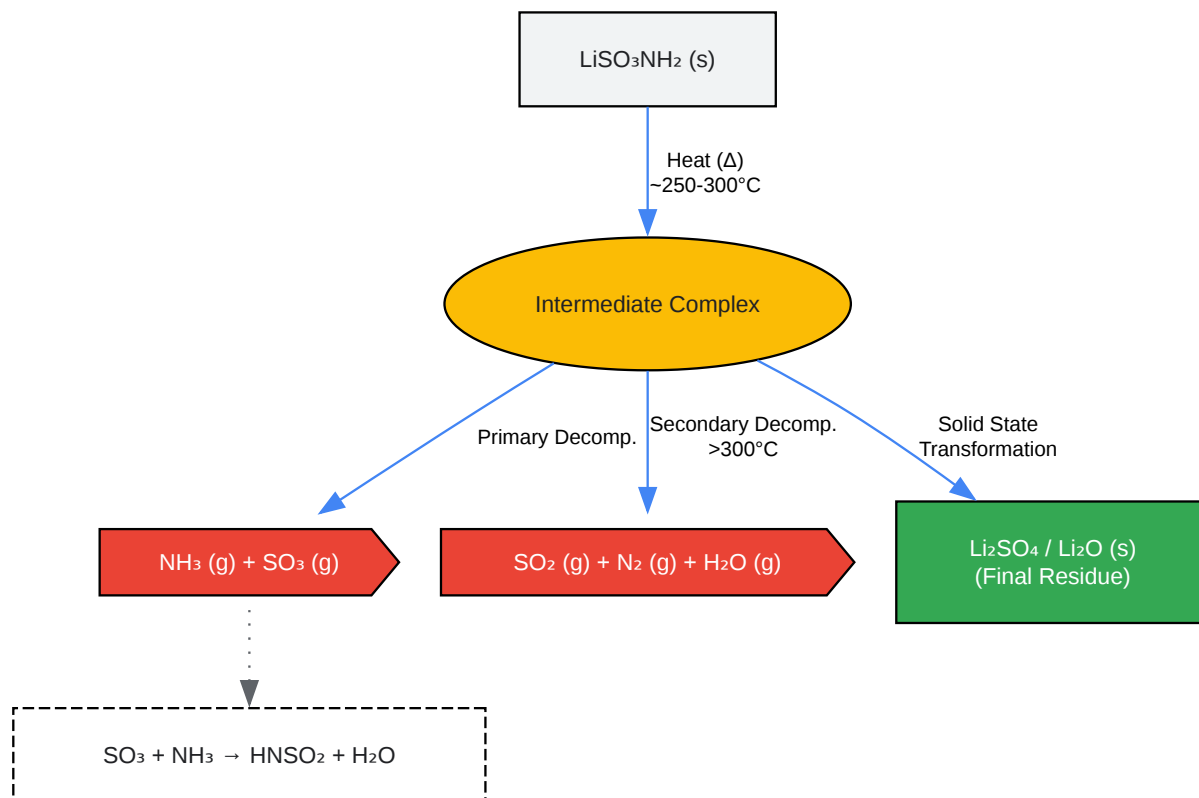 LiSO₃NH₂ (s)
Heat (Δ)
~250-300°C
Intermediate Complex
Primary Decomp.
Secondary Decomp.
>300°C
Solid State
Transformation
NH₃ (g) + SO₃ (g)
SO₂ (g) + N₂ (g) + H₂O (g)
Li₂SO₄ / Li₂O (s)
(Final Residue)
SO₃ + NH₃ → HNSO₂ + H₂O